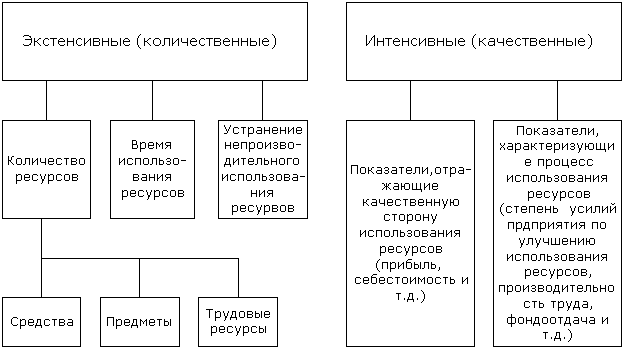 Экстенсивные (количественные)
Интенсивные (качественные)
Количество
ресурсов
Время
использо-
вания
ресурсов
Устранение
непроизво-
дительного
использова-
ния
ресурвов
Показатели,отра-
жающие
качественную
сторону
использования
ресурсов
(прибыль,
себестоимость и
т.д.)
Показатели,
характеризующи
е процесс
использования
ресурсов
(степень усилий
прдприятия по
улучшению
использования
ресурсов,
производительно
сть труда,
фондоотдача и
т.д.)
Средства
Предметы
Трудовые
ресурсы